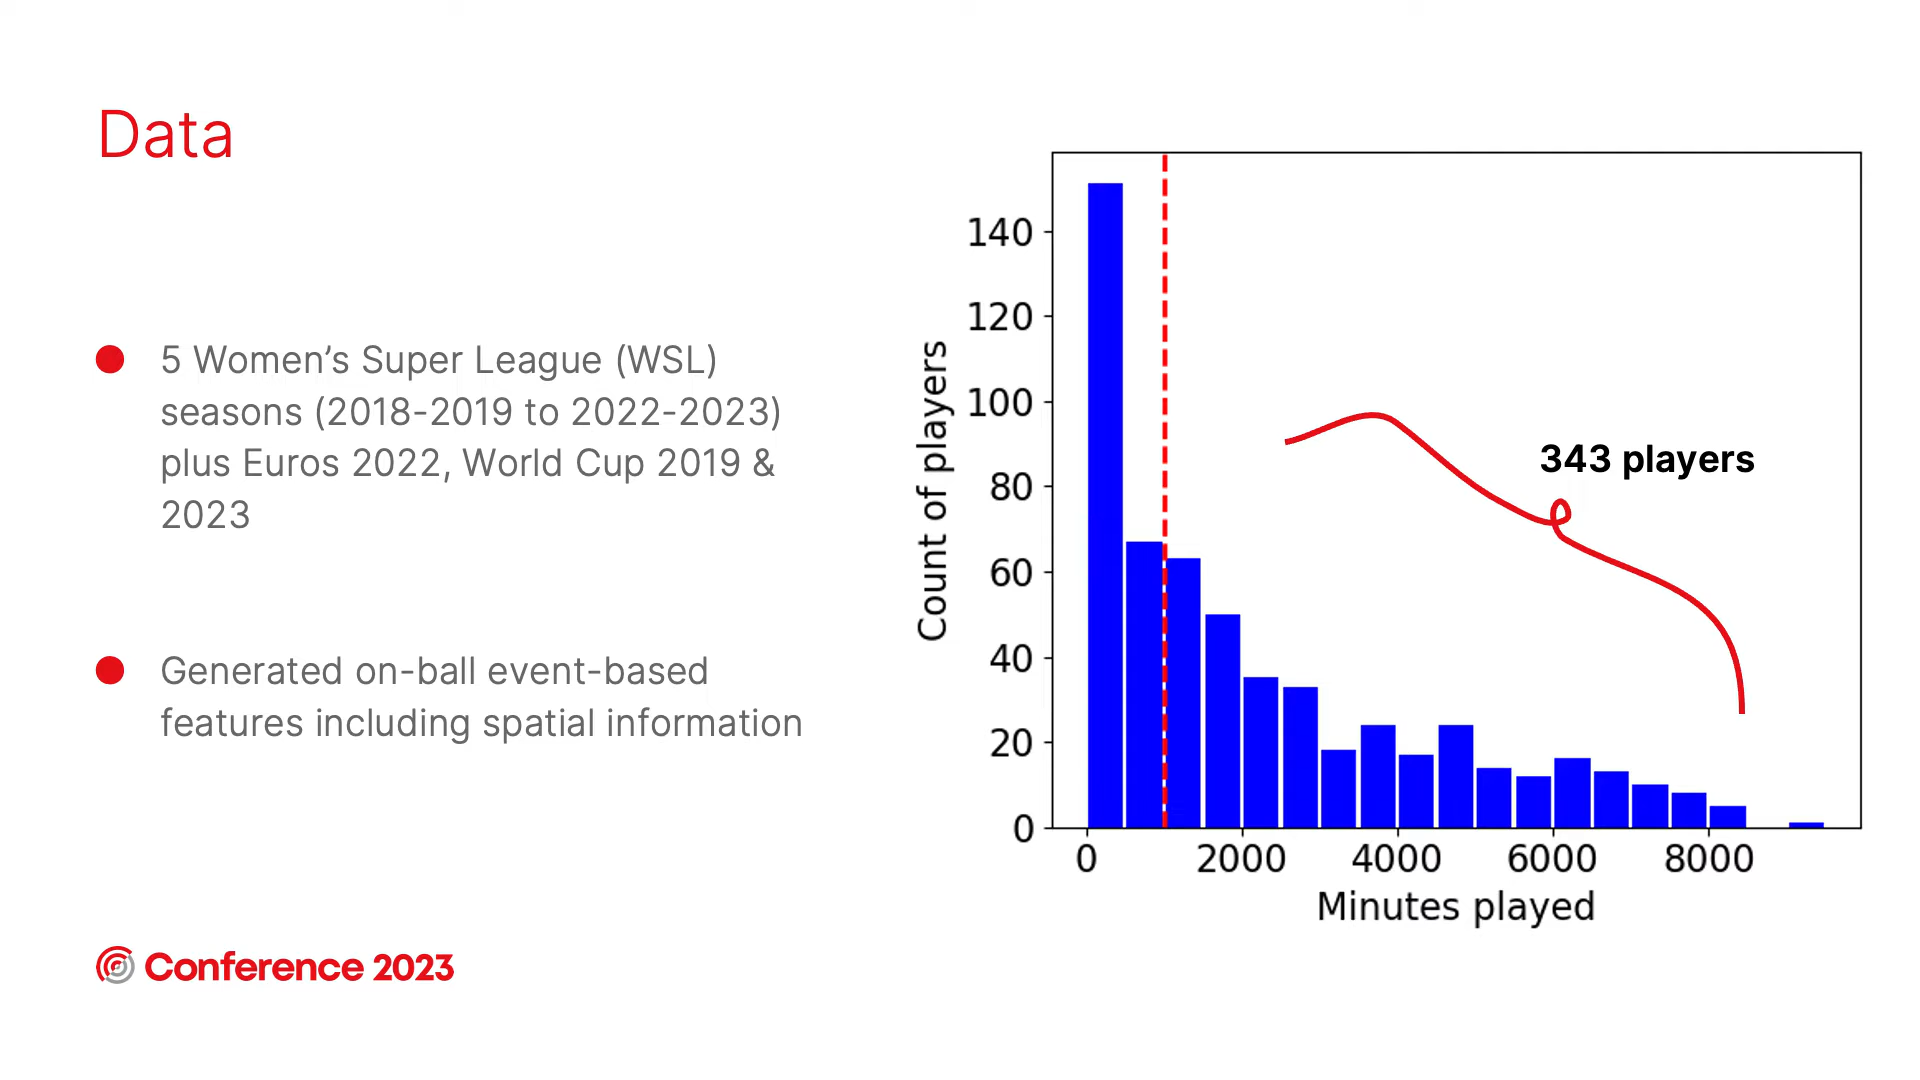 Data
5 Women’s Super League (WSL)
seasons (2018-2019 to 2022-2023)
plus Euros 2022, World Cup 2019 &
2023
Generated on-ball event-based
features including spatial information
Conference 2023
Count of players
140
120
100
80
60
40
20
0
343 players
0 2000 4000 6000 8000
Minutes played